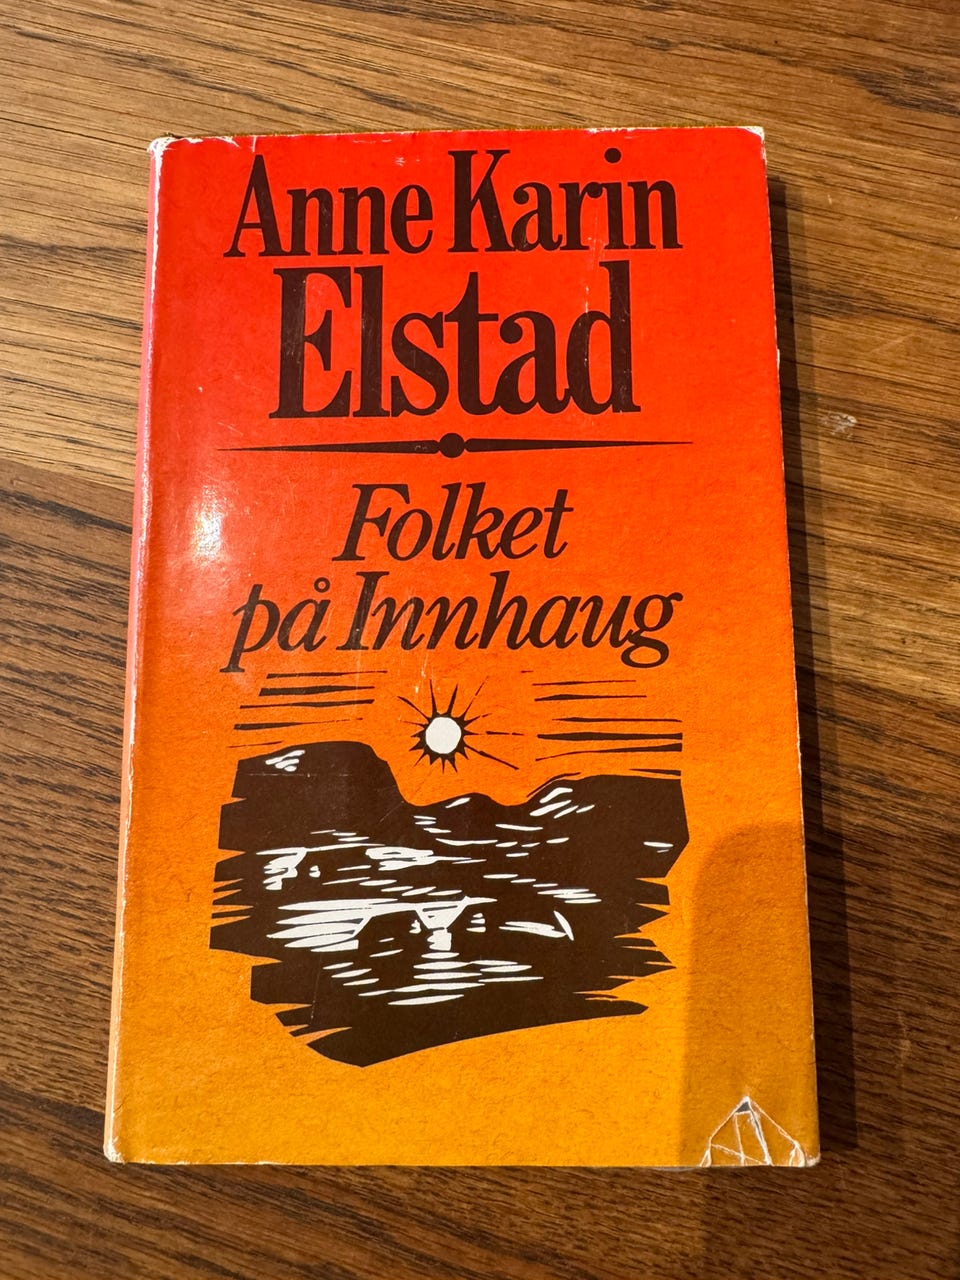 Anne Karin
Elstad
Folket
på Innhaug